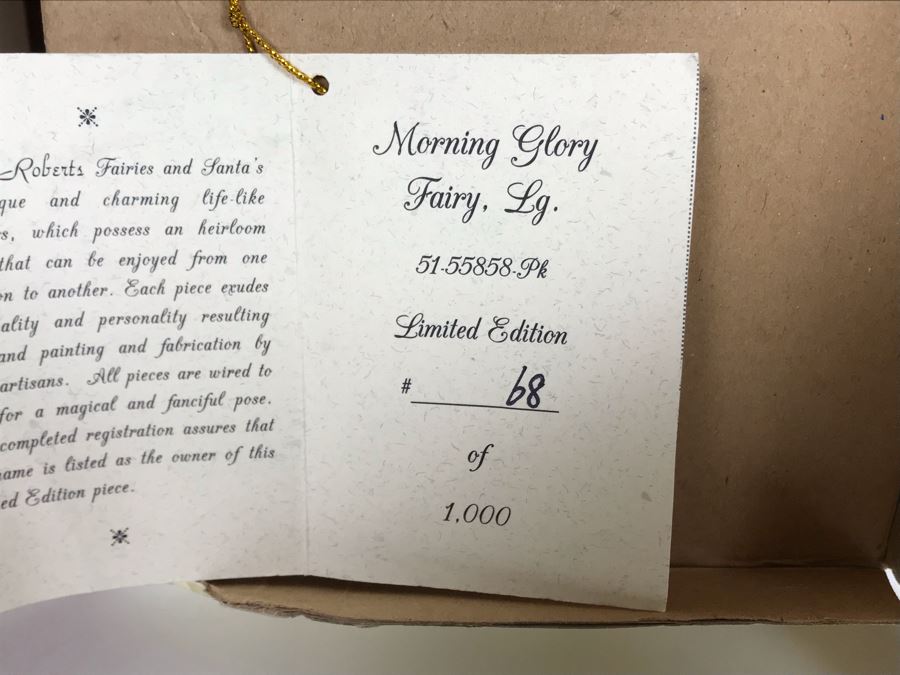 Roberts Fairies and Santa's
que and charming life-like
s, which possess an heirloom
that can be enjoyed from one
on to another. Each piece exudes
ality and personality resulting
and painting and fabrication by
artisans. All pieces are wired to
for a magical and fanciful pose.
completed registration assures that
ame is listed as the owner of this
ed Edition piece.
Morning Glory
Fairy, Lg.
51-55858-Pk
Limited Edition
# 68
of
1,000